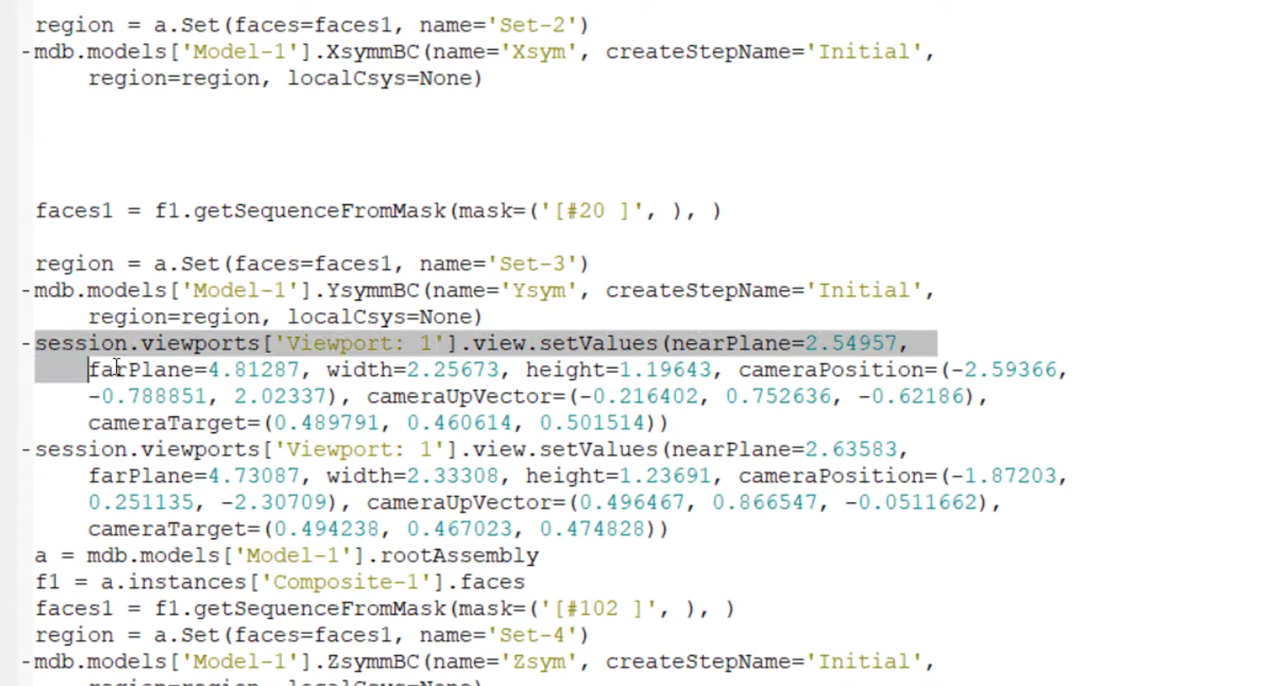 region = a.Set(faces=faces1, name='Set-2')
-mdb.models['Model-1'].XsymmBC(name='Xsym', createStepName='Initial',
region=region, localCsys=None)
faces1 = f1.getSequenceFromMask(mask=('[#20 ]', ), )
region = a.Set(faces=faces1, name='Set-3')
-mdb.models['Model-1'].YsymmBC(name='Ysym', createStepName='Initial',
region=region, localCsys=None)
-session.viewports['Viewport: 1'].view.setValues(nearPlane=2.54957,
farPlane=4.81287, width=2.25673, height=1.19643, cameraPosition=(-2.59366,
-0.788851, 2.02337), cameraUpVector=(-0.216402, 0.752636, -0.62186),
cameraTarget=(0.489791, 0.460614, 0.501514))
-session.viewports['Viewport: 1'].view.setValues(nearPlane=2.63583,
farPlane=4.73087, width=2.33308, height=1.23691, cameraPosition=(-1.87203,
0.251135, -2.30709), cameraUpVector=(0.496467, 0.866547, -0.0511662),
cameraTarget=(0.494238, 0.467023, 0.474828))
a = mdb.models['Model-1'].rootAssembly
f1 = a.instances['Composite-1'].faces
faces1 = f1.getSequenceFromMask(mask=('[#102 ]', ), )
region = a.Set(faces=faces1, name='Set-4')
-mdb.models['Model-1'].ZsymmBC(name='Zsym', createStepName='Initial',
region=region, localCsys=None)